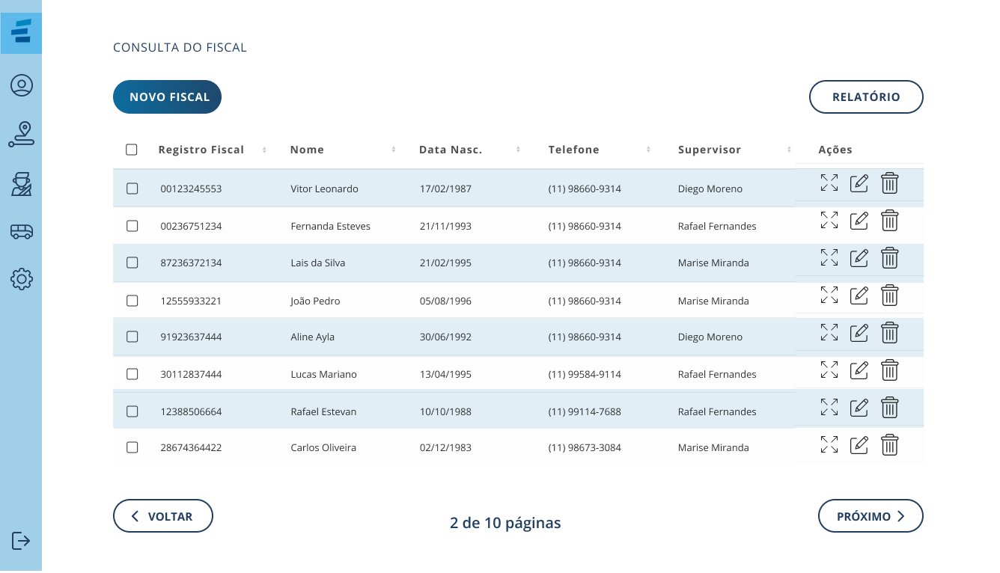 CONSULTA DO FISCAL
NOVO FISCAL
RELATÓRIO
Registro Fiscal Nome Data Nasc. Telefone Supervisor Ações
00123245553 Vitor Leonardo 17/02/1987 (11) 98660-9314 Diego Moreno
00236751234 Fernanda Esteves 21/11/1993 (11) 98660-9314 Rafael Fernandes
87236372134 Lais da Silva 21/02/1995 (11) 98660-9314 Marise Miranda
12555933221 João Pedro 05/08/1996 (11) 98660-9314 Marise Miranda
91923637444 Aline Ayla 30/06/1992 (11) 98660-9314 Diego Moreno
30112837444 Lucas Mariano 13/04/1995 (11) 99584-9114 Rafael Fernandes
12388506664 Rafael Estevan 10/10/1988 (11) 99114-7688 Rafael Fernandes
28674364422 Carlos Oliveira 02/12/1983 (11) 98673-3084 Marise Miranda
VOLTAR
2 de 10 páginas
PRÓXIMO